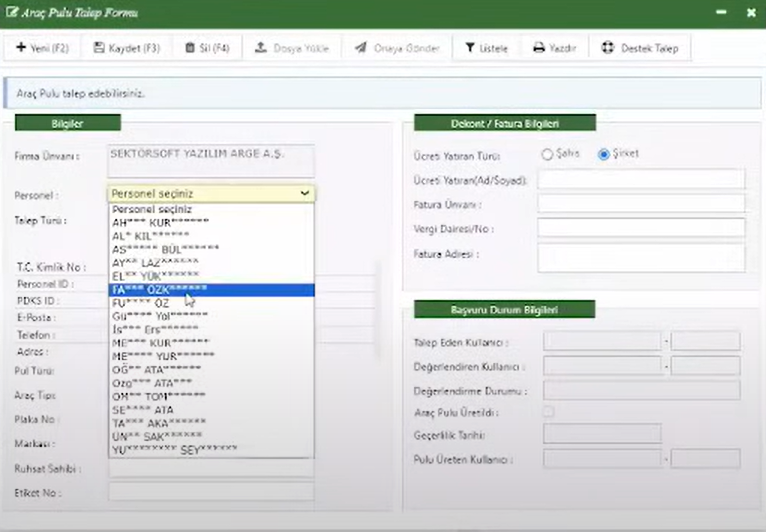 Araç Pulu Talep Formu
Yeni (F2) Kaydet (F3) Sil (F4) Dosya Yükle Onaya Gönder Listele Yazdır Destek Talep
Araç Pulu talep edebilirsiniz.
Bilgiler
Firma Ünvanı : SEKTÖRSOFT YAZILIM ARGE A.Ş.
Personel : Personel seçiniz
Talep Türü :
Personel seçiniz
AH*** KUR*******
AL* KIL******
AS***** BÜL*******
AY** LAZ*******
EL** YÜK*******
FA*** ÖZK*******
FU*** ÖZ
Gü**** Yol******
İs*** Ers*****
ME*** KUR*******
ME**** YUR*******
OĞ** ATA*******
Ozg*** ATA***
OM** TOM*******
SE**** ATA
TA*** AKA******
ÜN** SAK*******
YU******** SEY*******
T.C. Kimlik No :
Personel ID :
PDKS ID :
E-Posta :
Telefon :
Adres :
Pul Türü:
Araç Tipi:
Plaka No :
Markası :
Ruhsat Sahibi :
Etiket No :
Dekont / Fatura Bilgileri
Ücreti Yatıran Türü: Şahıs Şirket
Ücreti Yatıran(Ad/Soyad):
Fatura Ünvanı :
Vergi Dairesi/No :
Fatura Adresi :
Başvuru Durum Bilgileri
Talep Eden Kullanıcı : -
Değerlendiren Kullanıcı : -
Değerlendirme Durumu :
Araç Pulu Üretildi :
Geçerlilik Tarihi:
Pulu Üreten Kullanıcı : -